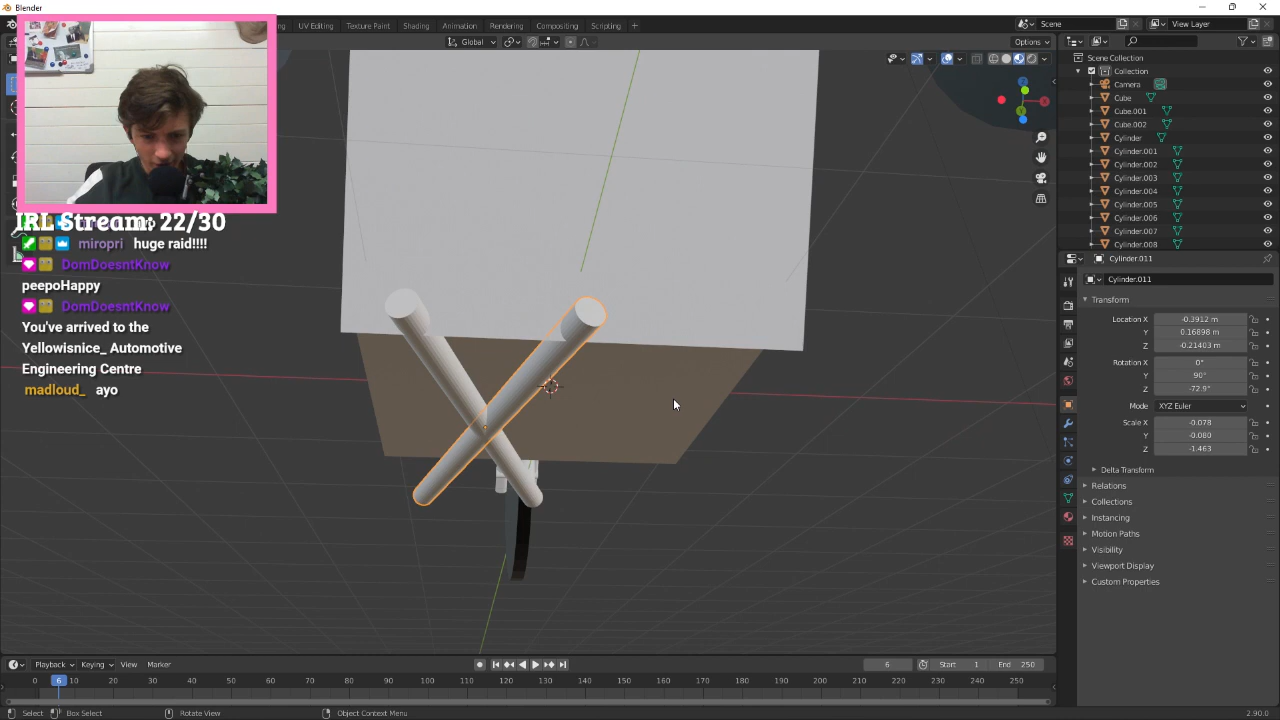 Blender
UV Editing
Texture Paint
Shading
Animation
Rendering
Compositing
Scripting
+
Scene
View Layer
Global
Options
Scene Collection
Collection
Camera
Cube
Cube.001
Cube.002
Cylinder
Cylinder.001
Cylinder.002
Cylinder.003
Cylinder.004
Cylinder.005
Cylinder.006
Cylinder.007
Cylinder.008
IRL Stream: 22/30
miropri huge raid!!!!
DomDoesntKnow
peepoHappy
DomDoesntKnow
You've arrived to the
Yellowisnice_ Automotive
Engineering Centre
madloud_ ayo
Cylinder.011
Cylinder.011
Transform
Location X -0.3912 m
Y 0.16898 m
Z -0.21403 m
Rotation X 0°
Y 90°
Z -72.9°
Mode XYZ Euler
Scale X -0.078
Y -0.080
Z -1.463
Delta Transform
Relations
Collections
Instancing
Motion Paths
Visibility
Viewport Display
Custom Properties
Playback
Keying
View
Marker
6
Start 1
End 250
0 6 10 20 30 40 50 60 70 80 90 100 110 120 130 140 150 160 170 180 190 200 210 220 230 240 250
Select
Box Select
Rotate View
Object Context Menu
2.90.0